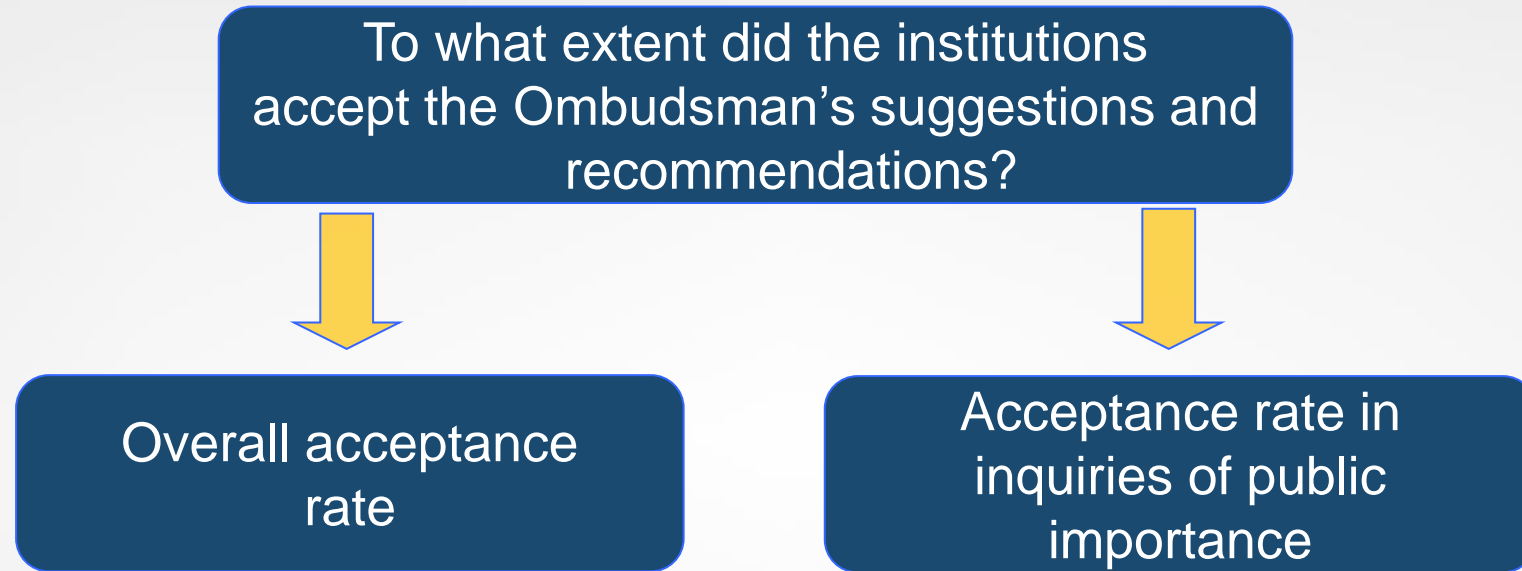 To what extent did the institutions
accept the Ombudsman’s suggestions and
recommendations?
Overall acceptance
rate
Acceptance rate in
inquiries of public
importance